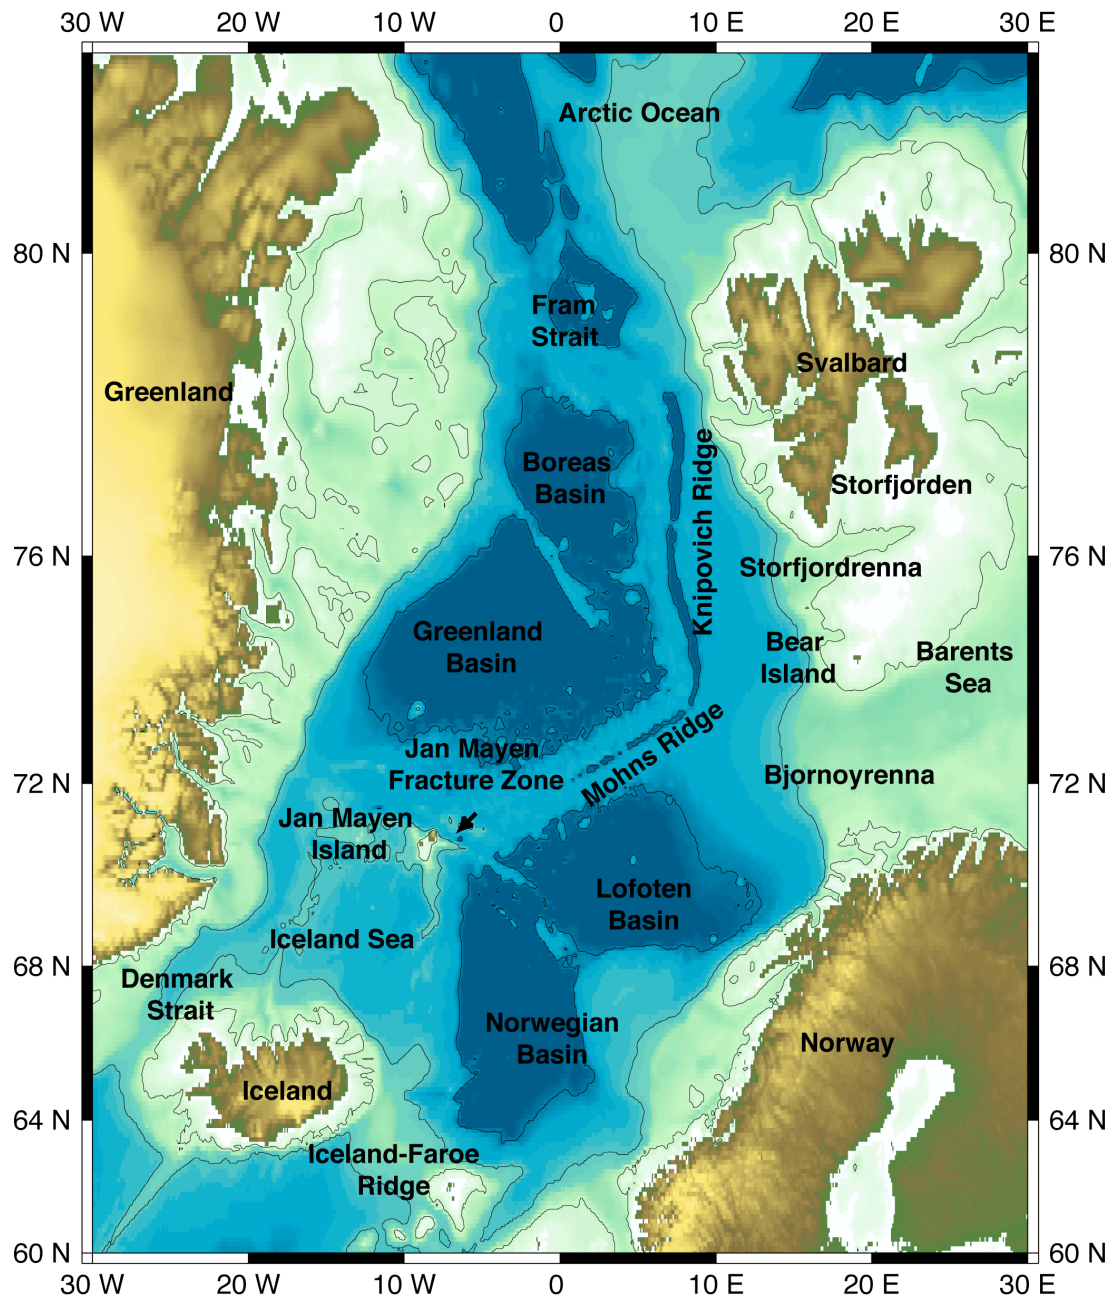 30 W 20 W 10 W 0 10 E 20 E 30 E
Arctic Ocean
80 N 80 N
Fram
Strait
Svalbard
Greenland
Knipovich Ridge
Boreas
Basin
Storfjorden
76 N 76 N
Storfjordrenna
Greenland
Basin
Bear
Island
Barents
Sea
Jan Mayen
Fracture Zone
Mohns Ridge
72 N 72 N
Bjornoyrenna
Jan Mayen
Island
Lofoten
Basin
Iceland Sea
68 N 68 N
Denmark
Strait
Norwegian
Basin
Norway
Iceland
64 N 64 N
Iceland-Faroe
Ridge
60 N 60 N
30 W 20 W 10 W 0 10 E 20 E 30 E